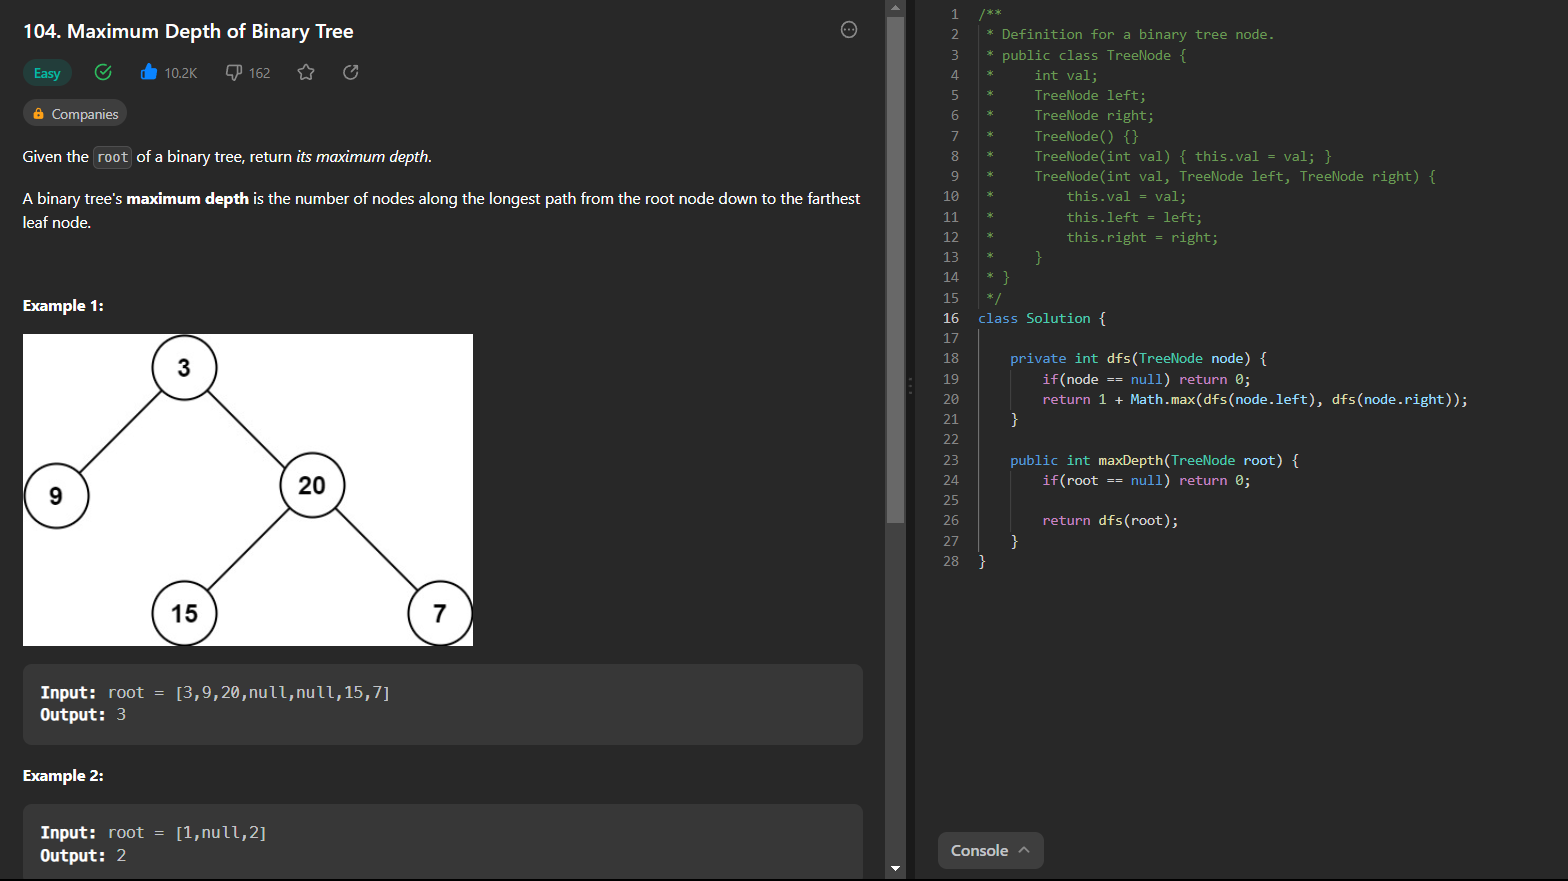 104. Maximum Depth of Binary Tree
Easy 10.2K 162
Companies
Given the root of a binary tree, return its maximum depth.
A binary tree's maximum depth is the number of nodes along the longest path from the root node down to the farthest
leaf node.
Example 1:
3
9
20
15
7
Input: root = [3,9,20,null,null,15,7]
Output: 3
Example 2:
Input: root = [1,null,2]
Output: 2
1 /**
2 * Definition for a binary tree node.
3 * public class TreeNode {
4 *     int val;
5 *     TreeNode left;
6 *     TreeNode right;
7 *     TreeNode() {}
8 *     TreeNode(int val) { this.val = val; }
9 *     TreeNode(int val, TreeNode left, TreeNode right) {
10 *         this.val = val;
11 *         this.left = left;
12 *         this.right = right;
13 *     }
14 * }
15 */
16 class Solution {
17
18     private int dfs(TreeNode node) {
19         if(node == null) return 0;
20         return 1 + Math.max(dfs(node.left), dfs(node.right));
21     }
22
23     public int maxDepth(TreeNode root) {
24         if(root == null) return 0;
25
26         return dfs(root);
27     }
28 }
Console